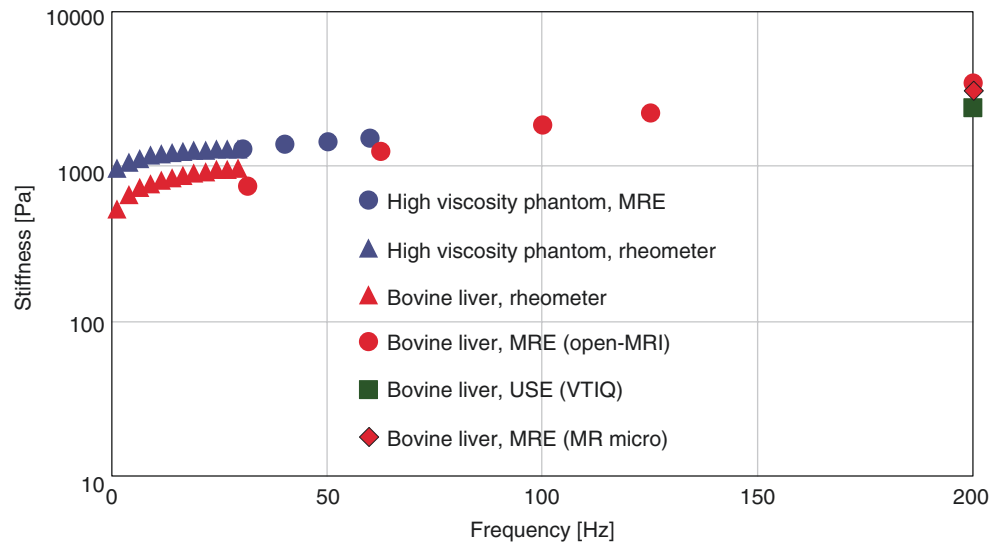 10000
1000
100
10
Stiffness [Pa]
High viscosity phantom, MRE
High viscosity phantom, rheometer
Bovine liver, rheometer
Bovine liver, MRE (open-MRI)
Bovine liver, USE (VTIQ)
Bovine liver, MRE (MR micro)
0 50 100 150 200
Frequency [Hz]